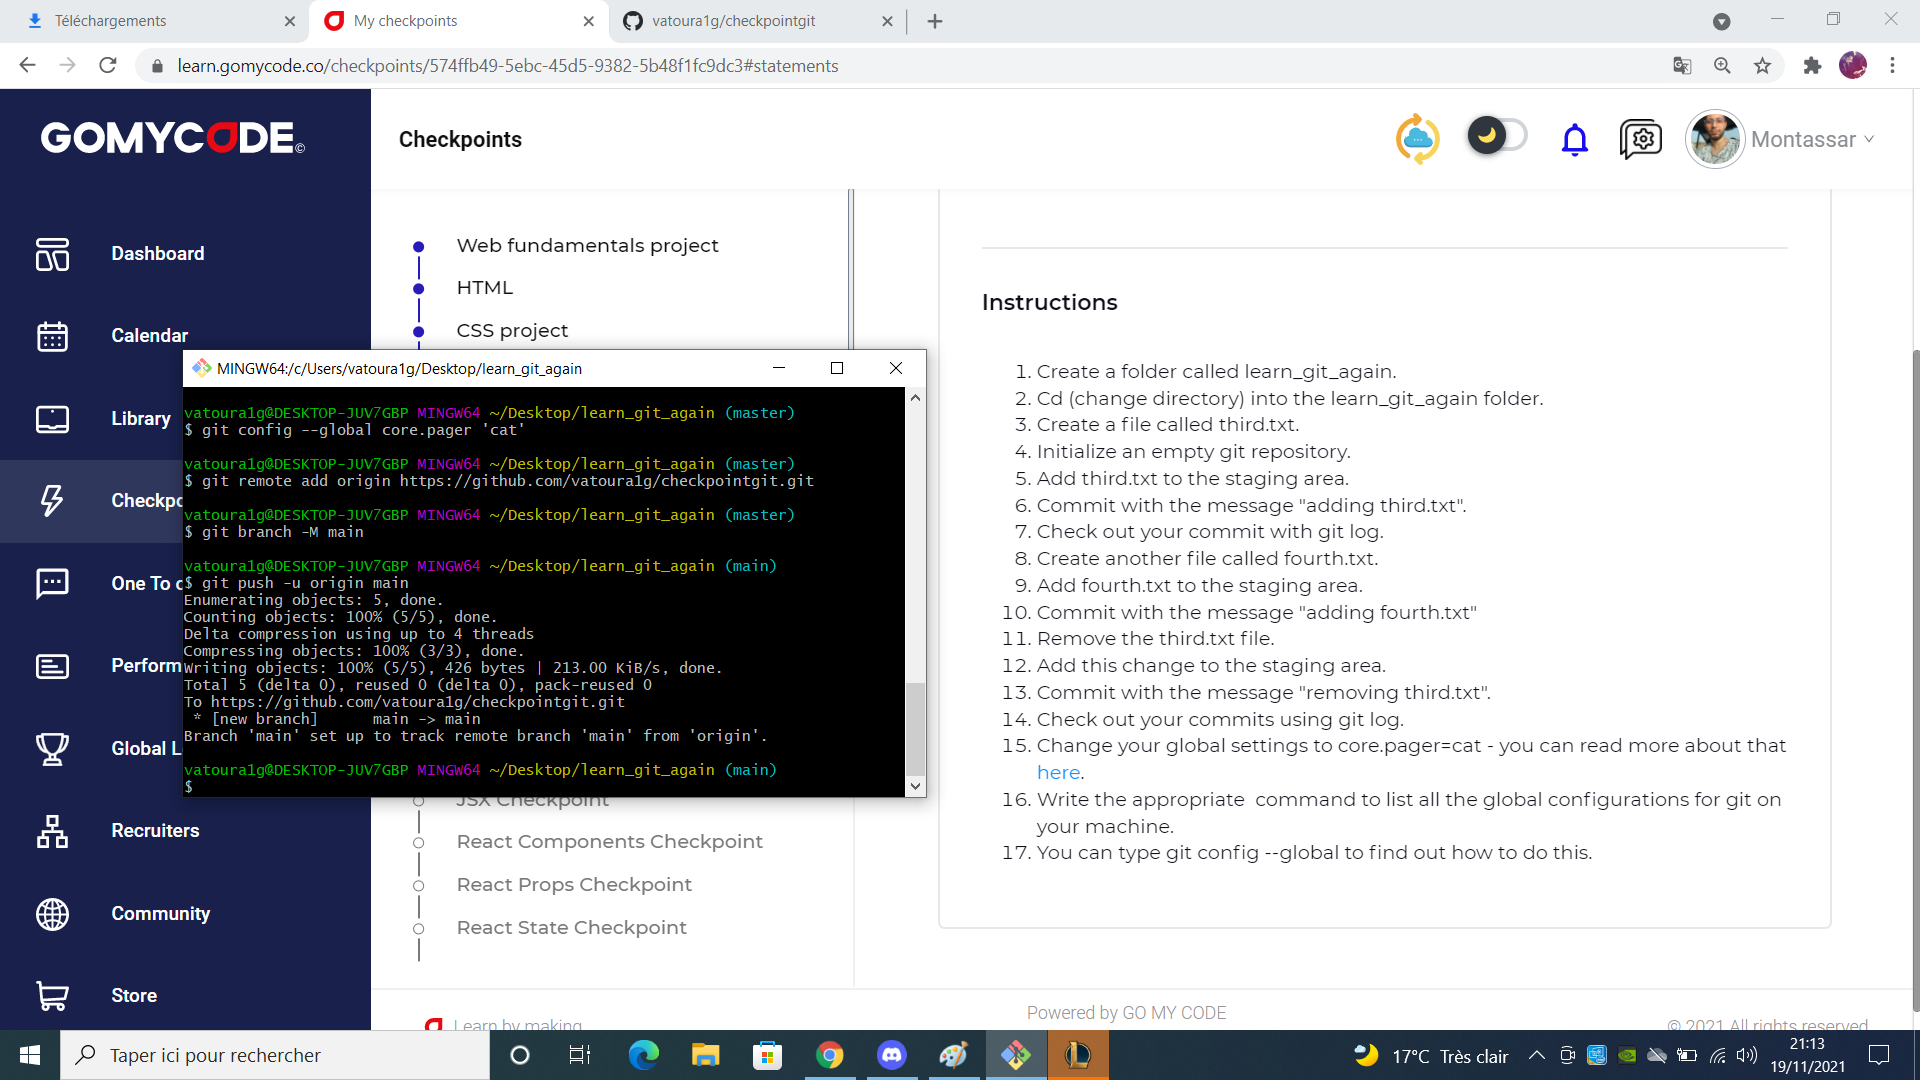 Téléchargements
My checkpoints
vatoura1g/checkpointgit
learn.gomycode.co/checkpoints/574ffb49-5ebc-45d5-9382-5b48f1fc9dc3#statements
GOMYCODE©
Checkpoints
Montassar
Dashboard
Calendar
Library
Checkpo
One To o
Perform
Global L
Recruiters
Community
Store
Web fundamentals project
HTML
CSS project
MINGW64:/c/Users/vatoura1g/Desktop/learn_git_again
vatoura1g@DESKTOP-JUV7GBP MINGW64 ~/Desktop/learn_git_again (master)
$ git config --global core.pager 'cat'
vatoura1g@DESKTOP-JUV7GBP MINGW64 ~/Desktop/learn_git_again (master)
$ git remote add origin https://github.com/vatoura1g/checkpointgit.git
vatoura1g@DESKTOP-JUV7GBP MINGW64 ~/Desktop/learn_git_again (master)
$ git branch -M main
vatoura1g@DESKTOP-JUV7GBP MINGW64 ~/Desktop/learn_git_again (main)
$ git push -u origin main
Enumerating objects: 5, done.
Counting objects: 100% (5/5), done.
Delta compression using up to 4 threads
Compressing objects: 100% (3/3), done.
Writing objects: 100% (5/5), 426 bytes | 213.00 KiB/s, done.
Total 5 (delta 0), reused 0 (delta 0), pack-reused 0
To https://github.com/vatoura1g/checkpointgit.git
* [new branch]      main -> main
Branch 'main' set up to track remote branch 'main' from 'origin'.
vatoura1g@DESKTOP-JUV7GBP MINGW64 ~/Desktop/learn_git_again (main)
$
JSX Checkpoint
React Components Checkpoint
React Props Checkpoint
React State Checkpoint
Instructions
1. Create a folder called learn_git_again.
2. Cd (change directory) into the learn_git_again folder.
3. Create a file called third.txt.
4. Initialize an empty git repository.
5. Add third.txt to the staging area.
6. Commit with the message "adding third.txt".
7. Check out your commit with git log.
8. Create another file called fourth.txt.
9. Add fourth.txt to the staging area.
10. Commit with the message "adding fourth.txt"
11. Remove the third.txt file.
12. Add this change to the staging area.
13. Commit with the message "removing third.txt".
14. Check out your commits using git log.
15. Change your global settings to core.pager=cat - you can read more about that
here.
16. Write the appropriate  command to list all the global configurations for git on
your machine.
17. You can type git config --global to find out how to do this.
Learn by making
Powered by GO MY CODE
© 2021 All rights reserved
Taper ici pour rechercher
17°C Très clair
21:13
19/11/2021